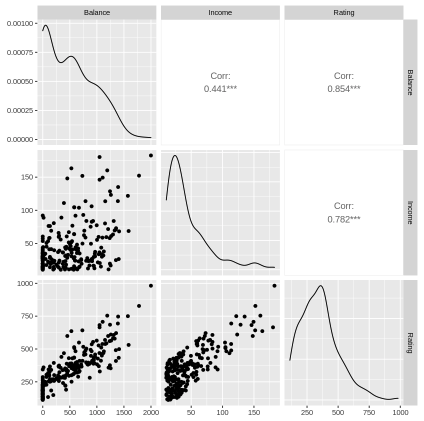 Balance
Income
Rating
0.00100
0.00075
0.00050
0.00025
0.00000
Corr:
0.441***
Corr:
0.854***
Balance
150
100
50
Corr:
0.782***
Income
1000
750
500
250
Rating
0 500 1000 1500 2000
50 100 150
250 500 750 1000